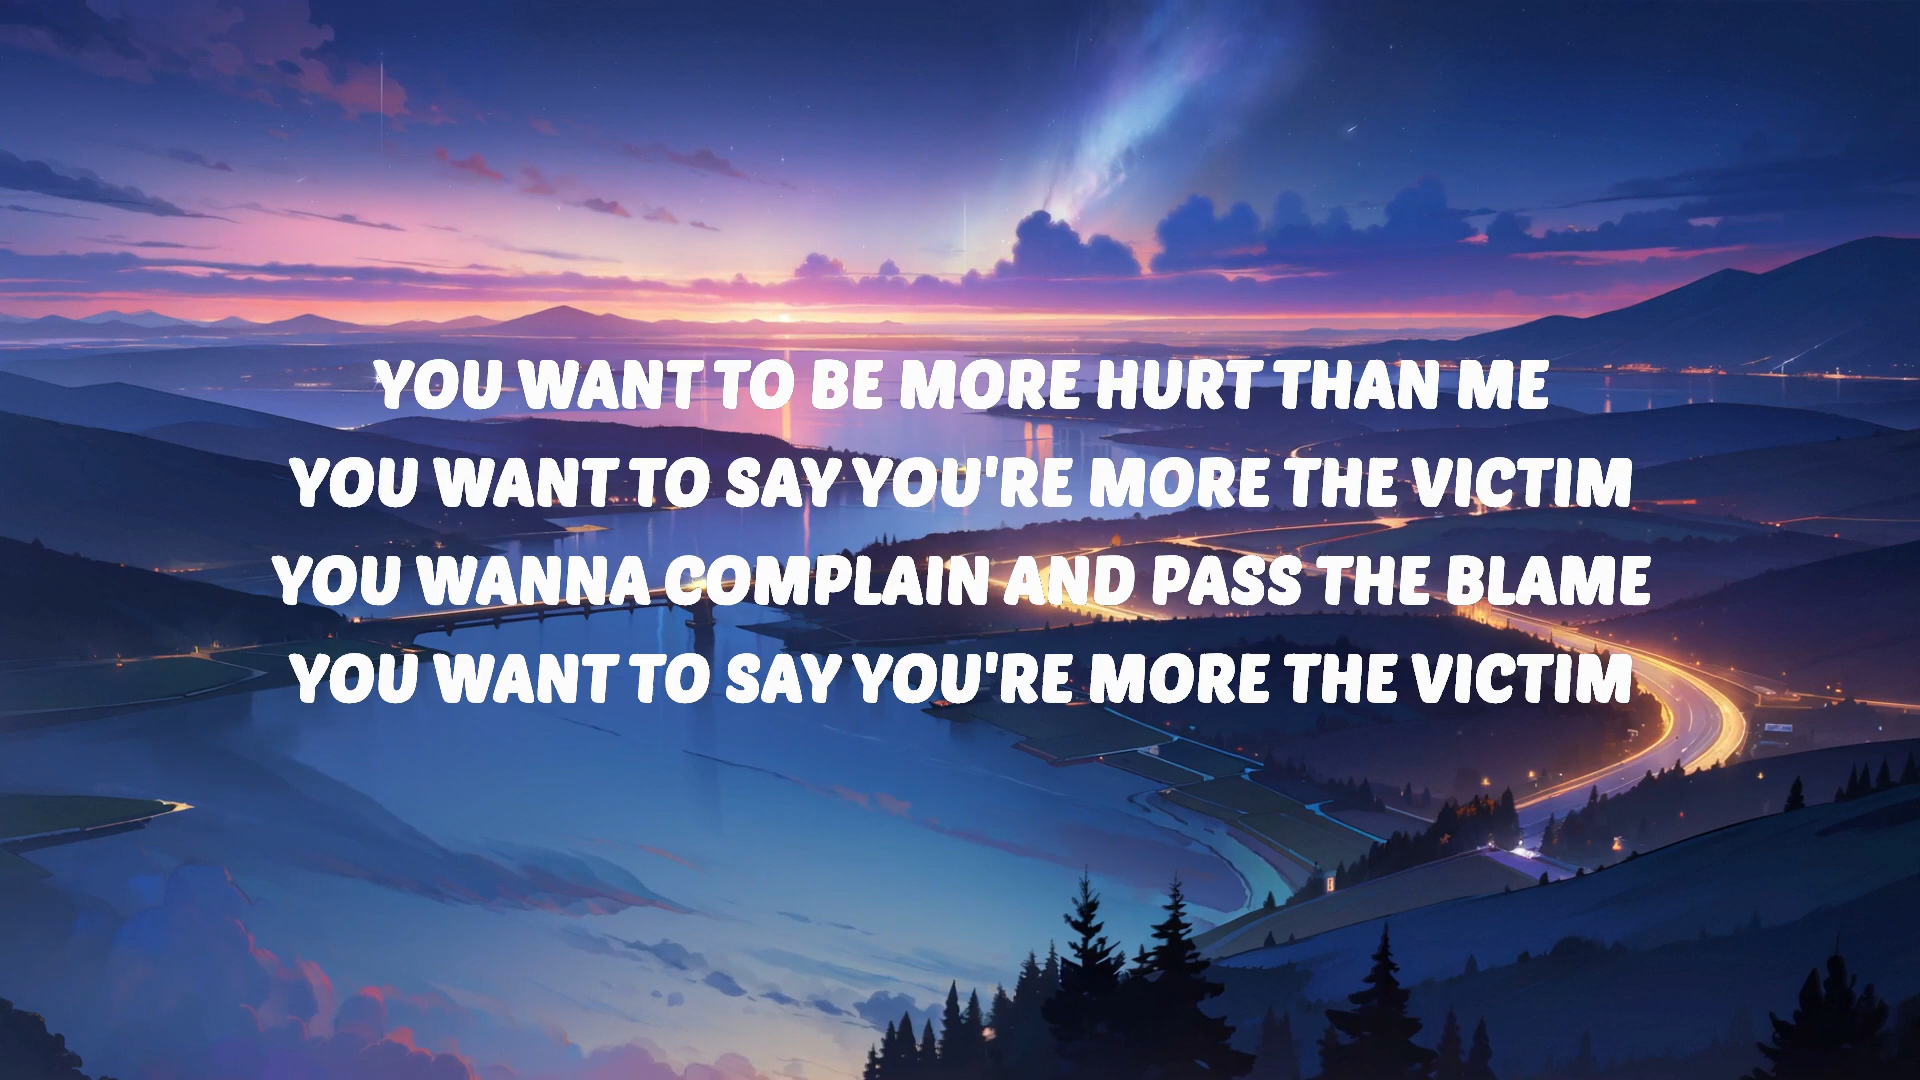 YOU WANT TO BE MORE HURT THAN ME
YOU WANT TO SAY YOU'RE MORE THE VICTIM
YOU WANNA COMPLAIN AND PASS THE BLAME
YOU WANT TO SAY YOU'RE MORE THE VICTIM